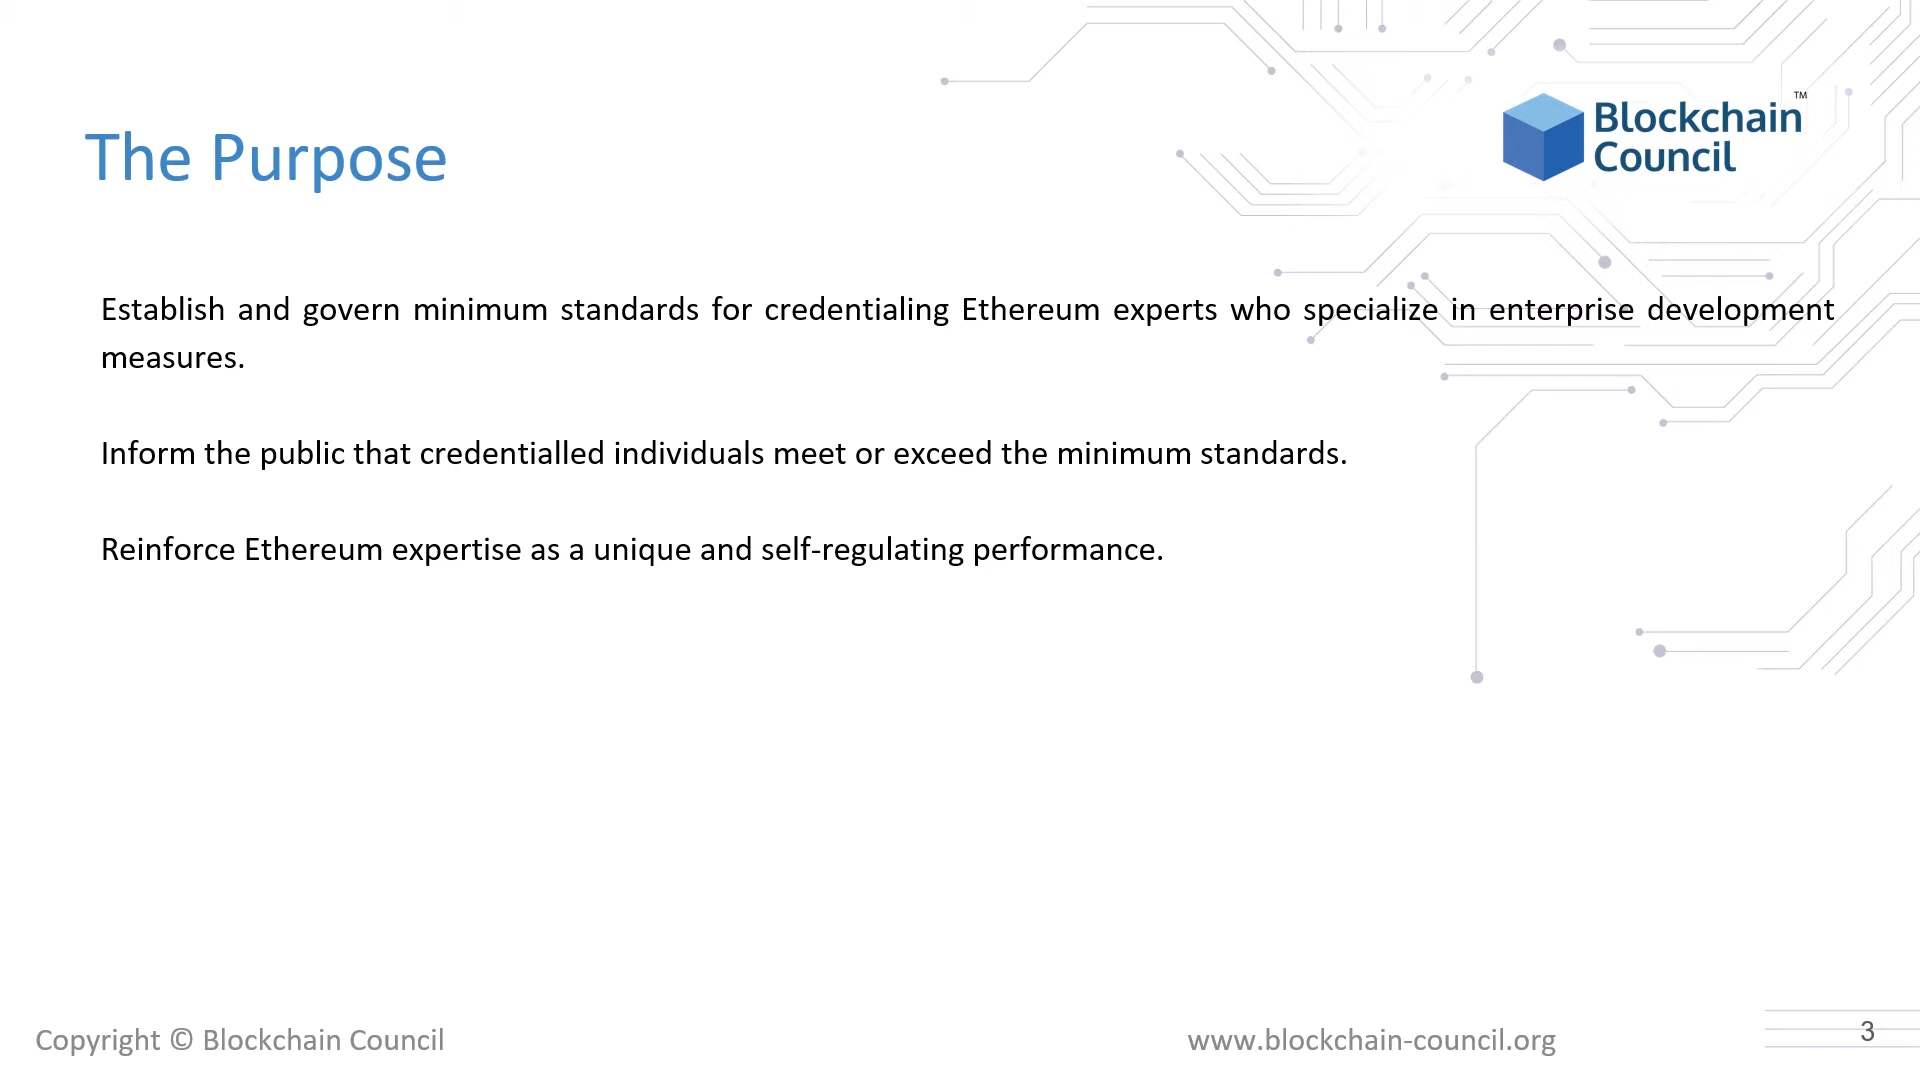 Blockchain™
Council
The Purpose
Establish and govern minimum standards for credentialing Ethereum experts who specialize in enterprise development
measures.
Inform the public that credentialled individuals meet or exceed the minimum standards.
Reinforce Ethereum expertise as a unique and self-regulating performance.
Copyright © Blockchain Council
www.blockchain-council.org
3